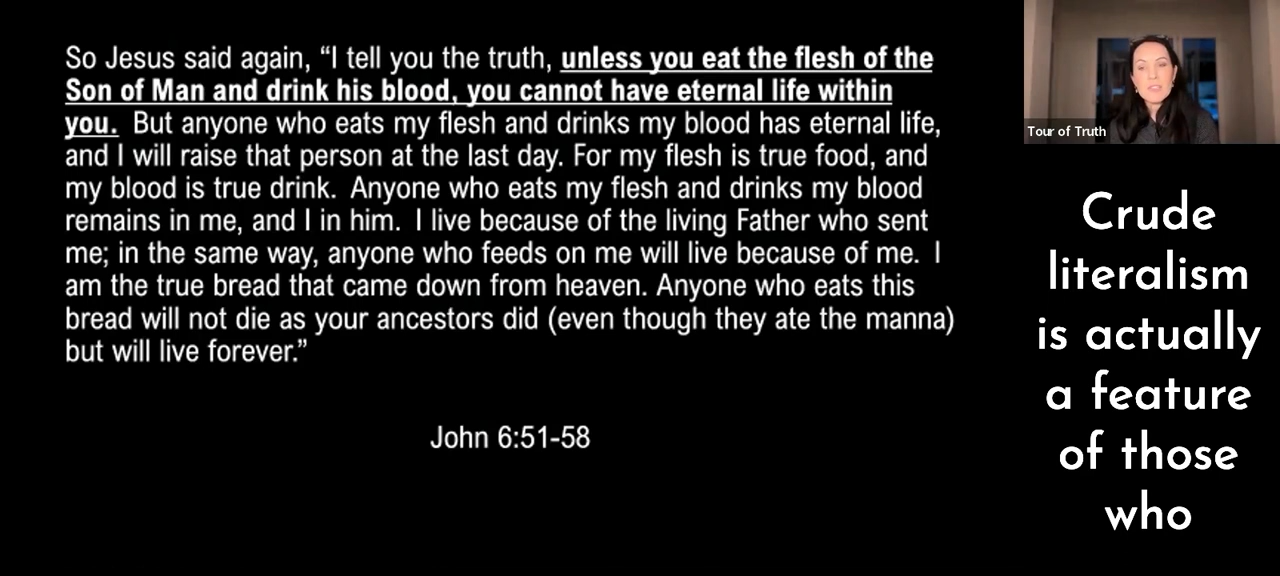 So Jesus said again, “I tell you the truth, unless you eat the flesh of the
Son of Man and drink his blood, you cannot have eternal life within
you. But anyone who eats my flesh and drinks my blood has eternal life,
and I will raise that person at the last day. For my flesh is true food, and
my blood is true drink. Anyone who eats my flesh and drinks my blood
remains in me, and I in him. I live because of the living Father who sent
me; in the same way, anyone who feeds on me will live because of me. I
am the true bread that came down from heaven. Anyone who eats this
bread will not die as your ancestors did (even though they ate the manna)
but will live forever.”
John 6:51-58
Tour of Truth
Crude
literalism
is actually
a feature
of those
who